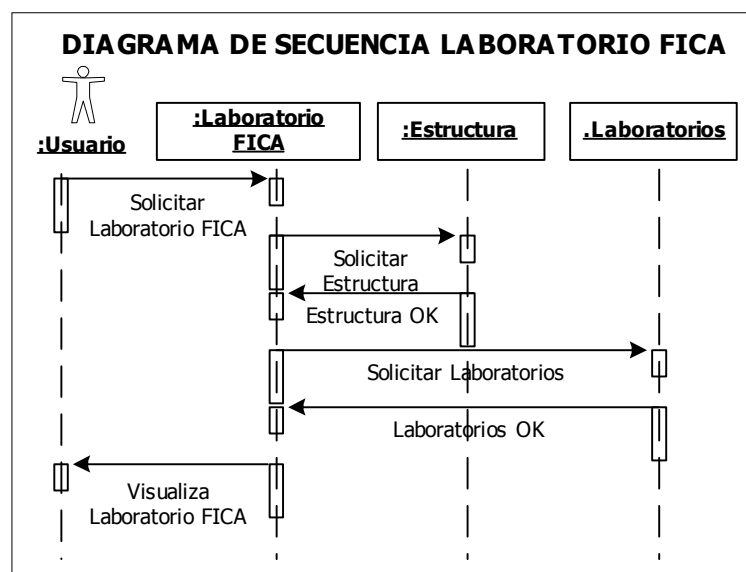 DIAGRAMA DE SECUENCIA LABORATORIO FICA
:Usuario
:Laboratorio
FICA
:Estructura
.Laboratorios
Solicitar
Laboratorio FICA
Solicitar
Estructura
Estructura OK
Solicitar Laboratorios
Laboratorios OK
Visualiza
Laboratorio FICA